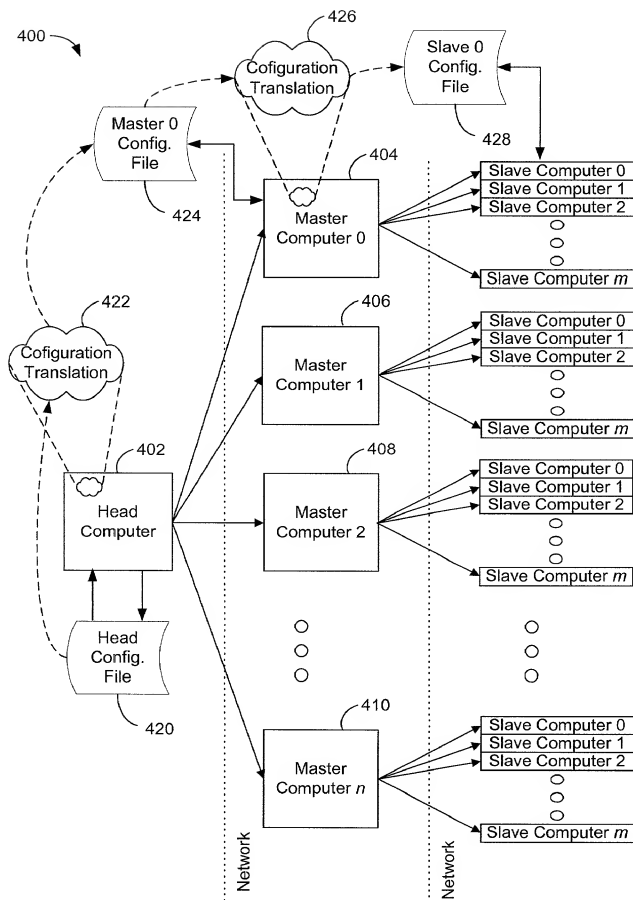 400
426
Cofiguration
Translation
Slave 0
Config.
File
428
Master 0
Config.
File
424
404
Master
Computer 0
Slave Computer 0
Slave Computer 1
Slave Computer 2
Slave Computer m
422
Cofiguration
Translation
406
Master
Computer 1
Slave Computer 0
Slave Computer 1
Slave Computer 2
Slave Computer m
402
Head
Computer
408
Master
Computer 2
Slave Computer 0
Slave Computer 1
Slave Computer 2
Slave Computer m
Head
Config.
File
420
410
Master
Computer n
Slave Computer 0
Slave Computer 1
Slave Computer 2
Slave Computer m
Network
Network